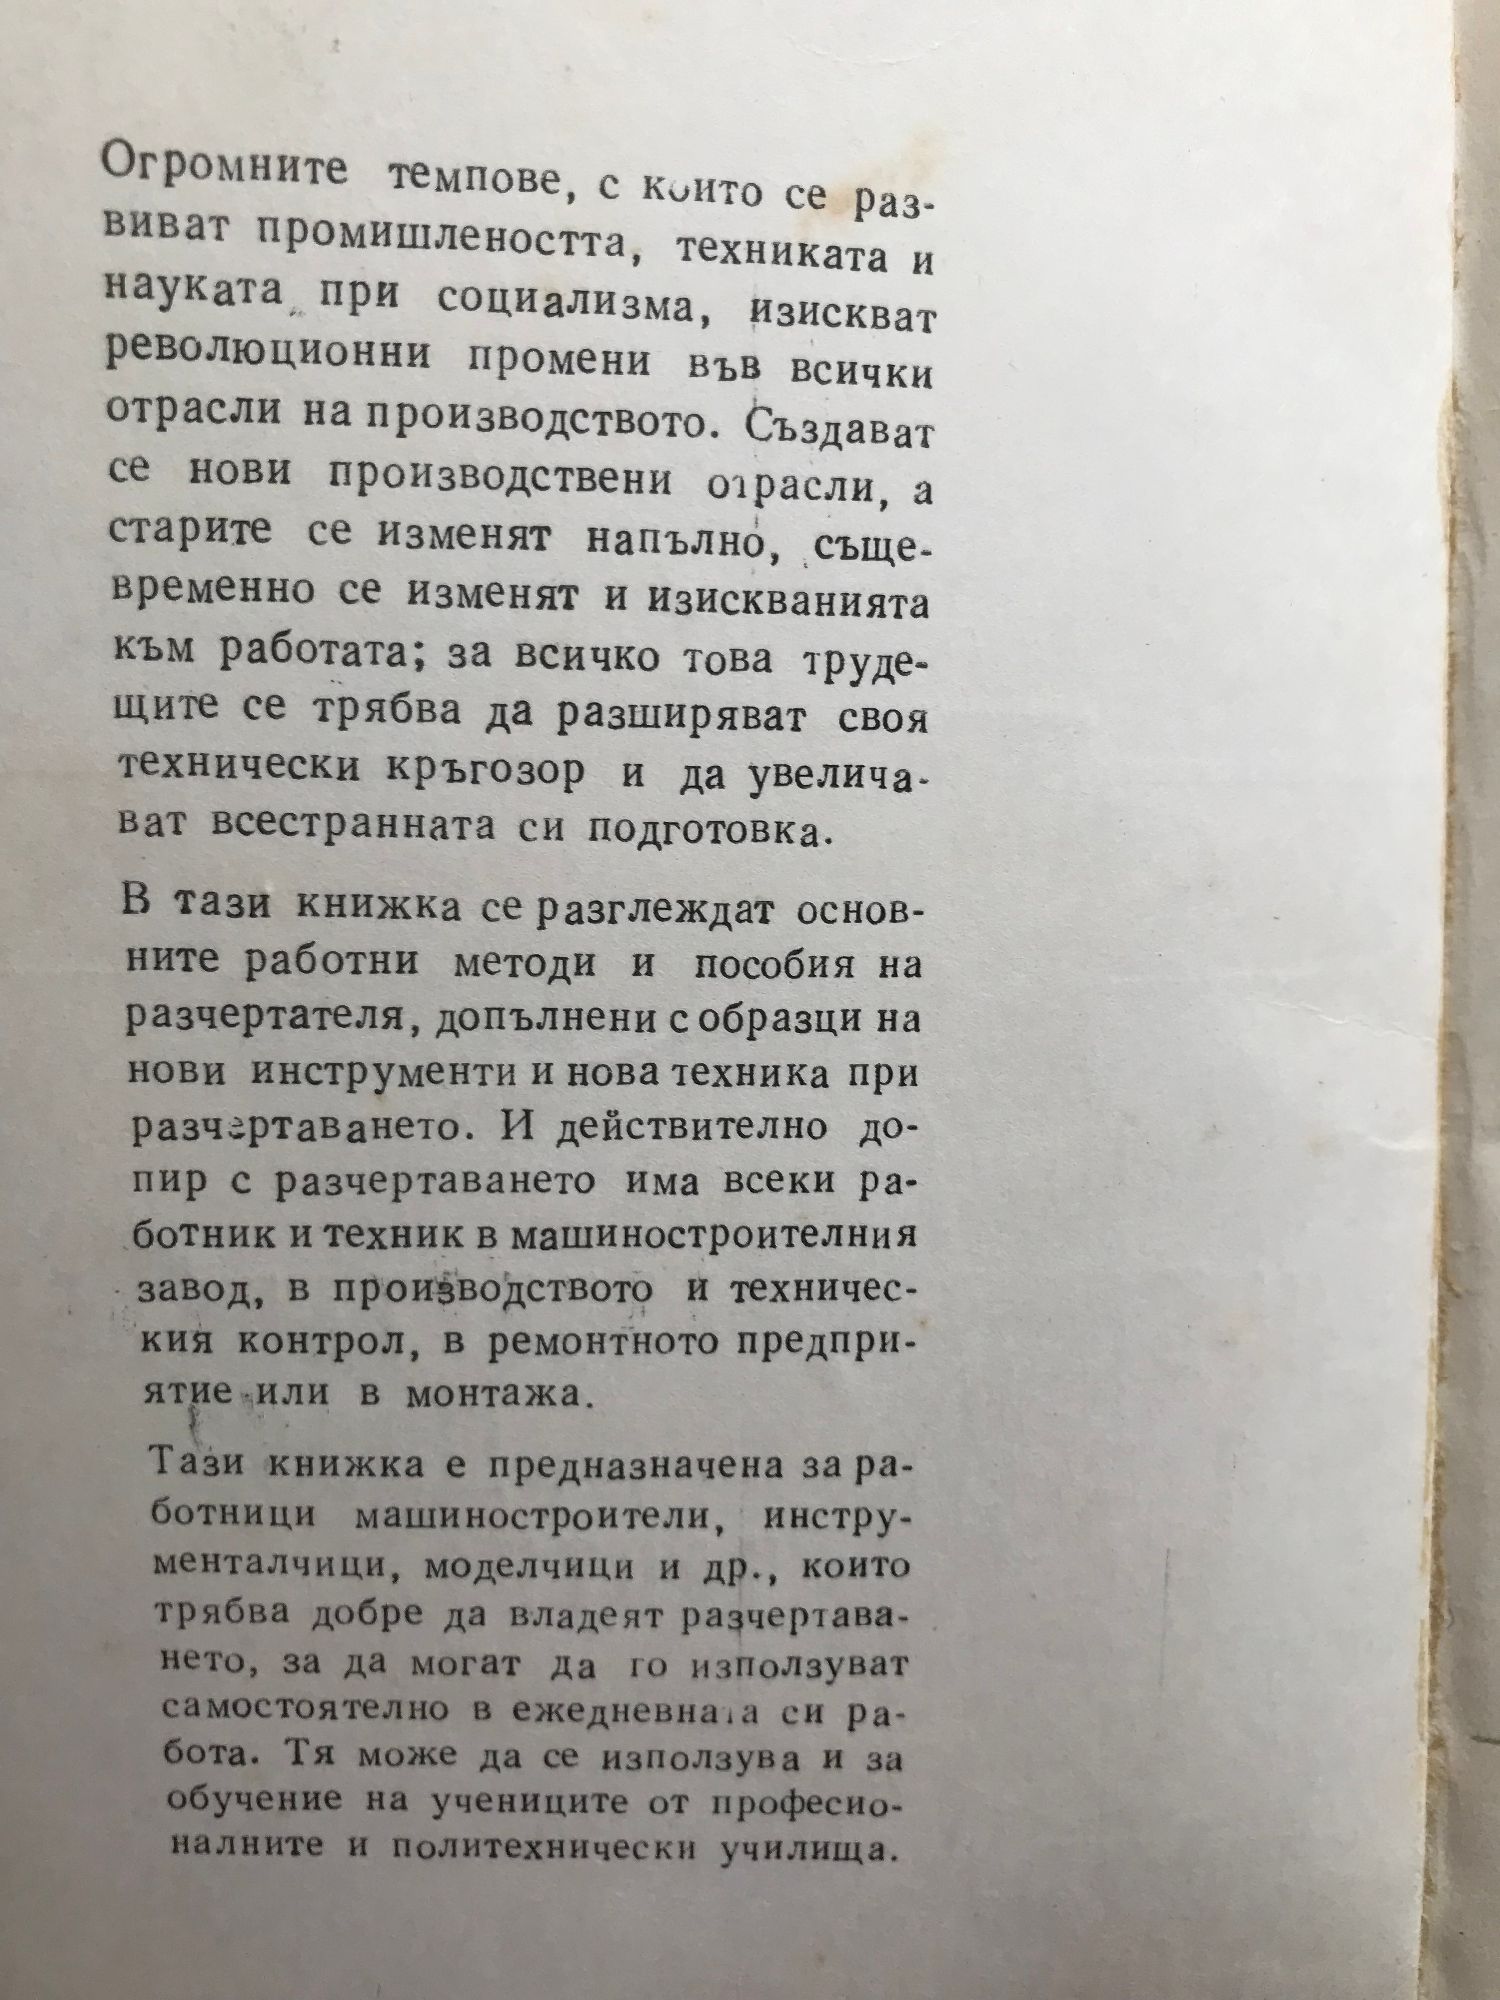 Огромните темпове, с които се раз-
виват промишлеността, техниката и
науката при социализма, изискват
революционни промени във всички
отрасли на производството. Създават
се нови производствени отрасли, а
старите се изменят напълно, съще-
временно се изменят и изискванията
към работата; за всичко това труде-
щите се трябва да разширяват своя
технически кръгозор и да увелича-
ват всестранната си подготовка.
В тази книжка се разглеждат основ-
ните работни методи и пособия на
разчертателя, допълнени с образци на
нови инструменти и нова техника при
разчертаването. И действително до-
пир с разчертаването има всеки ра-
ботник и техник в машиностроителния
завод, в производството и техничес-
кия контрол, в ремонтното предпри-
ятие или в монтажа.
Тази книжка е предназначена за ра-
ботници машиностроители, инстру-
менталчици, моделчици и др., които
трябва добре да владеят разчертава-
нето, за да могат да го използуват
самостоятелно в ежедневната си ра-
бота. Тя може да се използува и за
обучение на учениците от професио-
налните и политехнически училища.